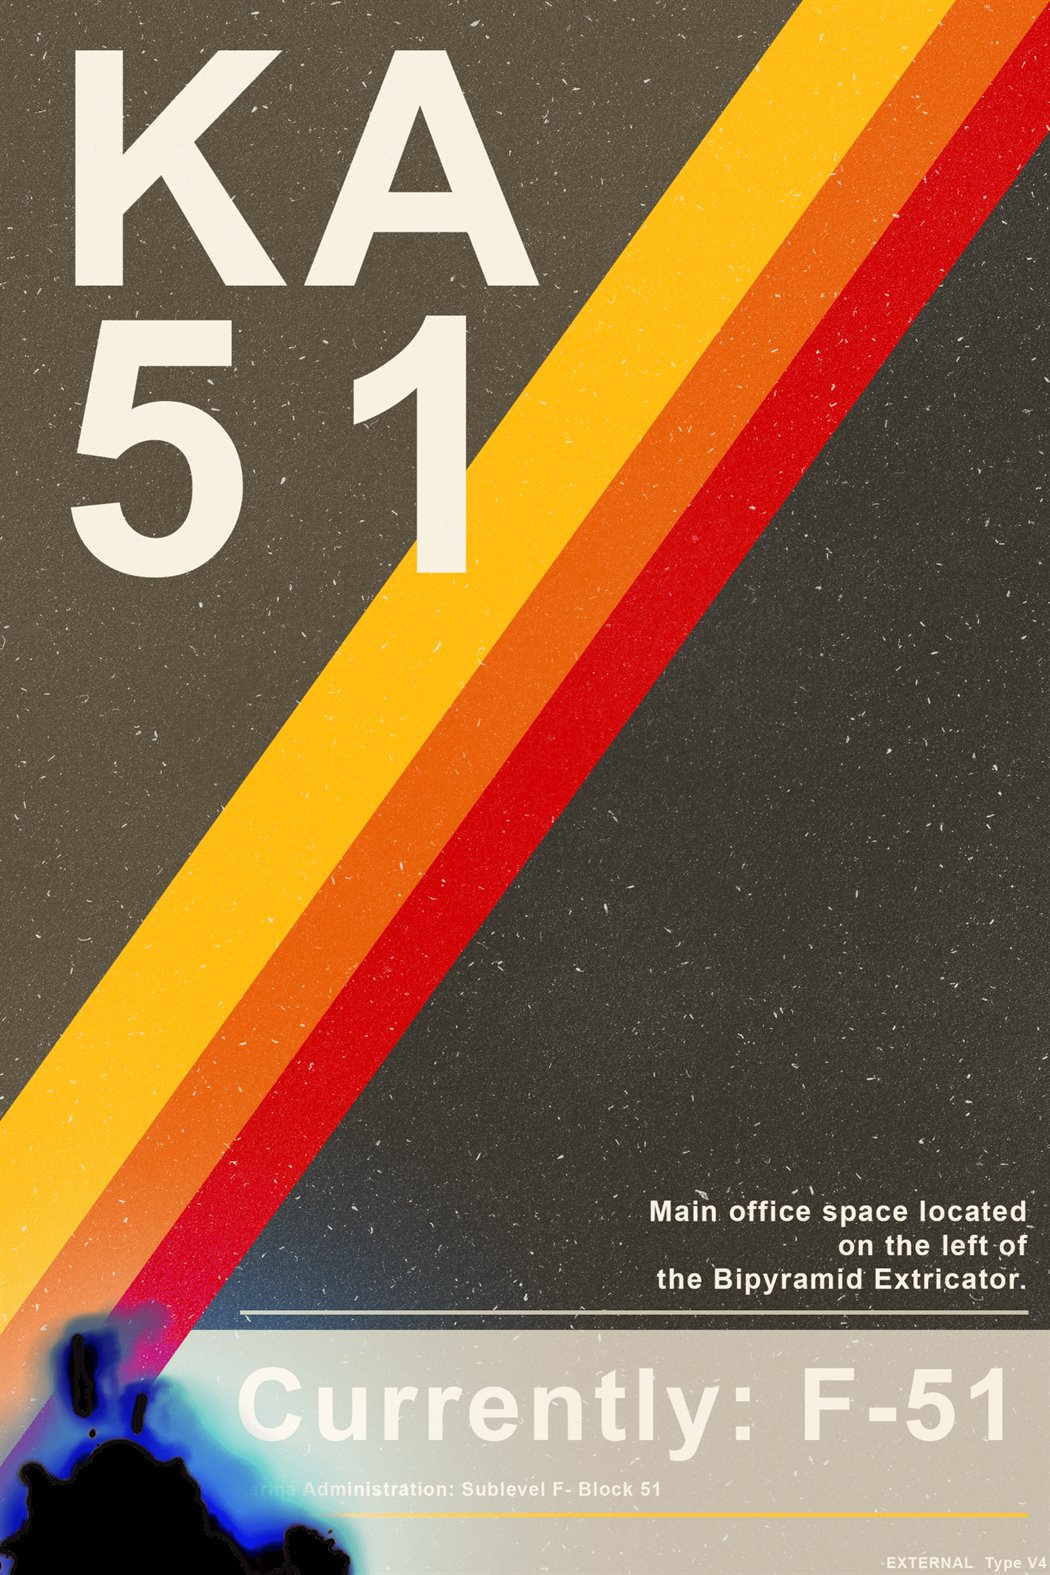 KA
51
Main office space located
on the left of
the Bipyramid Extricator.
Currently: F-51
Karma Administration: Sublevel F- Block 51
EXTERNAL Type V4